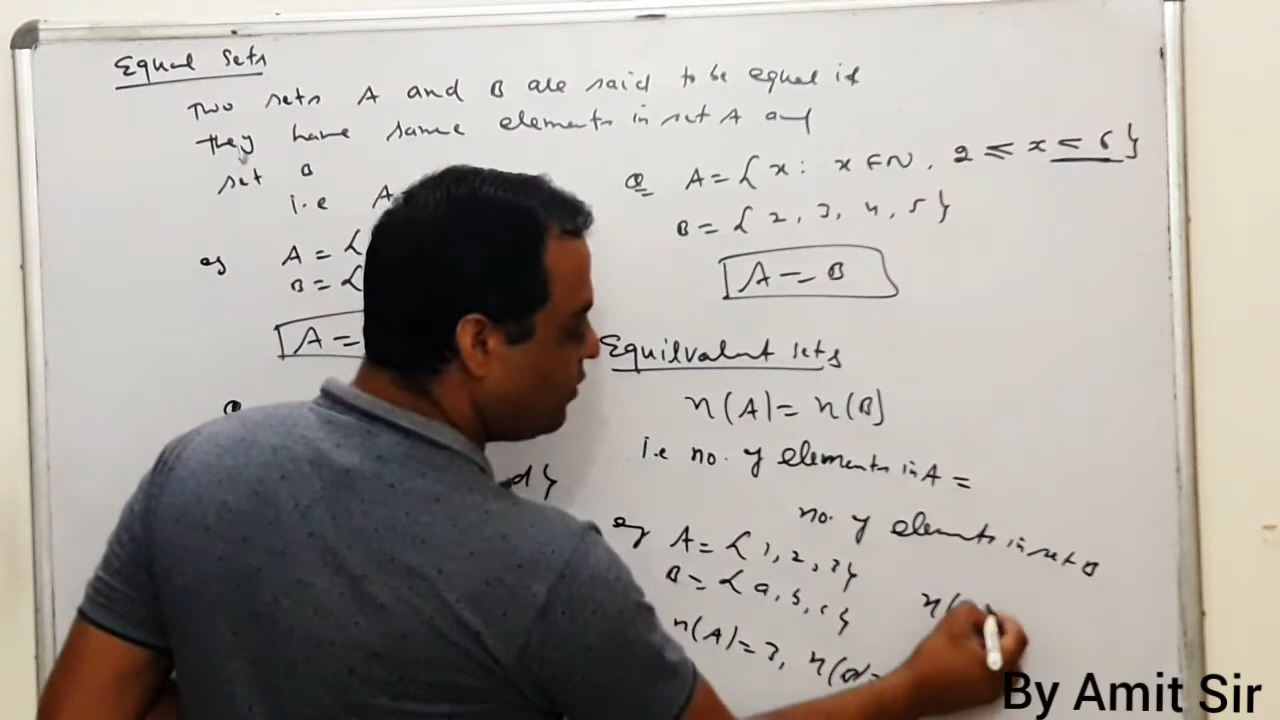 Equal Sets
Two sets A and B are said to be equal if
they have same elements in set A and
set B
i.e A
eg A = {
B = {
A =
Q
d}
Q A = { x : x ∈ N, 2 ≤ x ≤ 6 }
B = { 2, 3, 4, 5 }
A = B
Equilvalent sets
n(A) = n(B)
i.e no. of elements in A =
no. of elements in set B
eg A = { 1, 2, 3 }
B = { a, b, c }
n(A) = 3,
n(
By Amit Sir